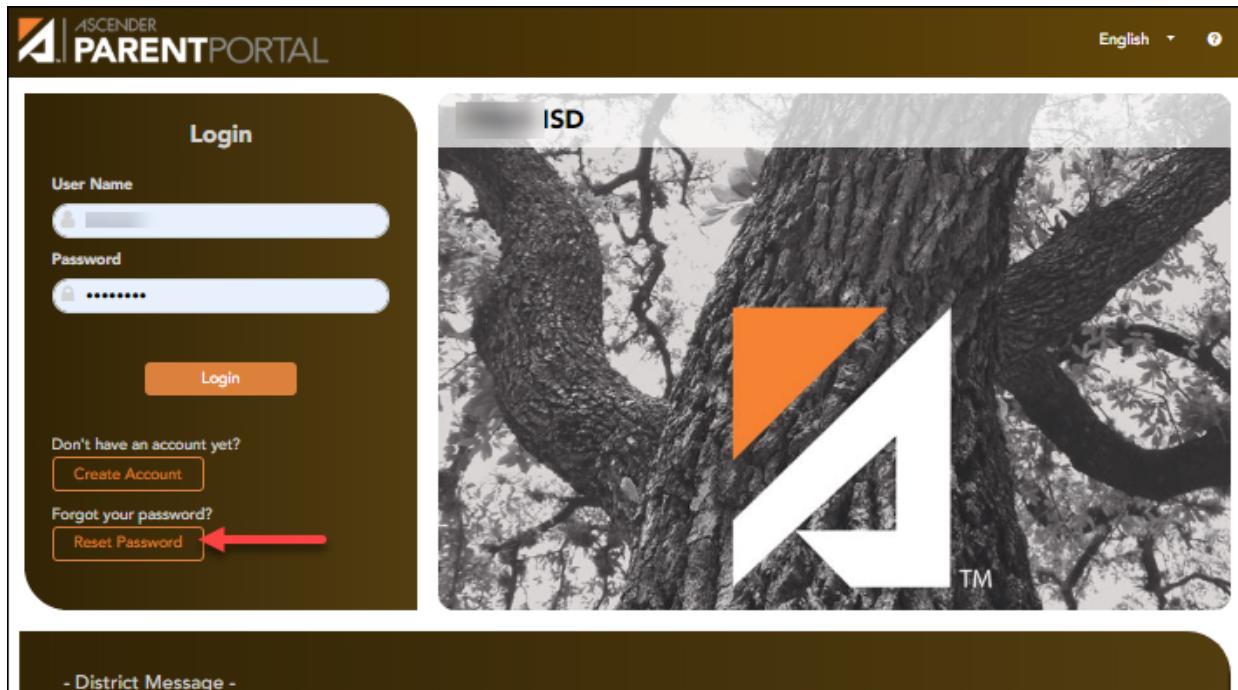 ASCENDER
PARENTPORTAL
English
Login
ISD
User Name
Password
Login
Don't have an account yet?
Create Account
Forgot your password?
Reset Password
TM
- District Message -